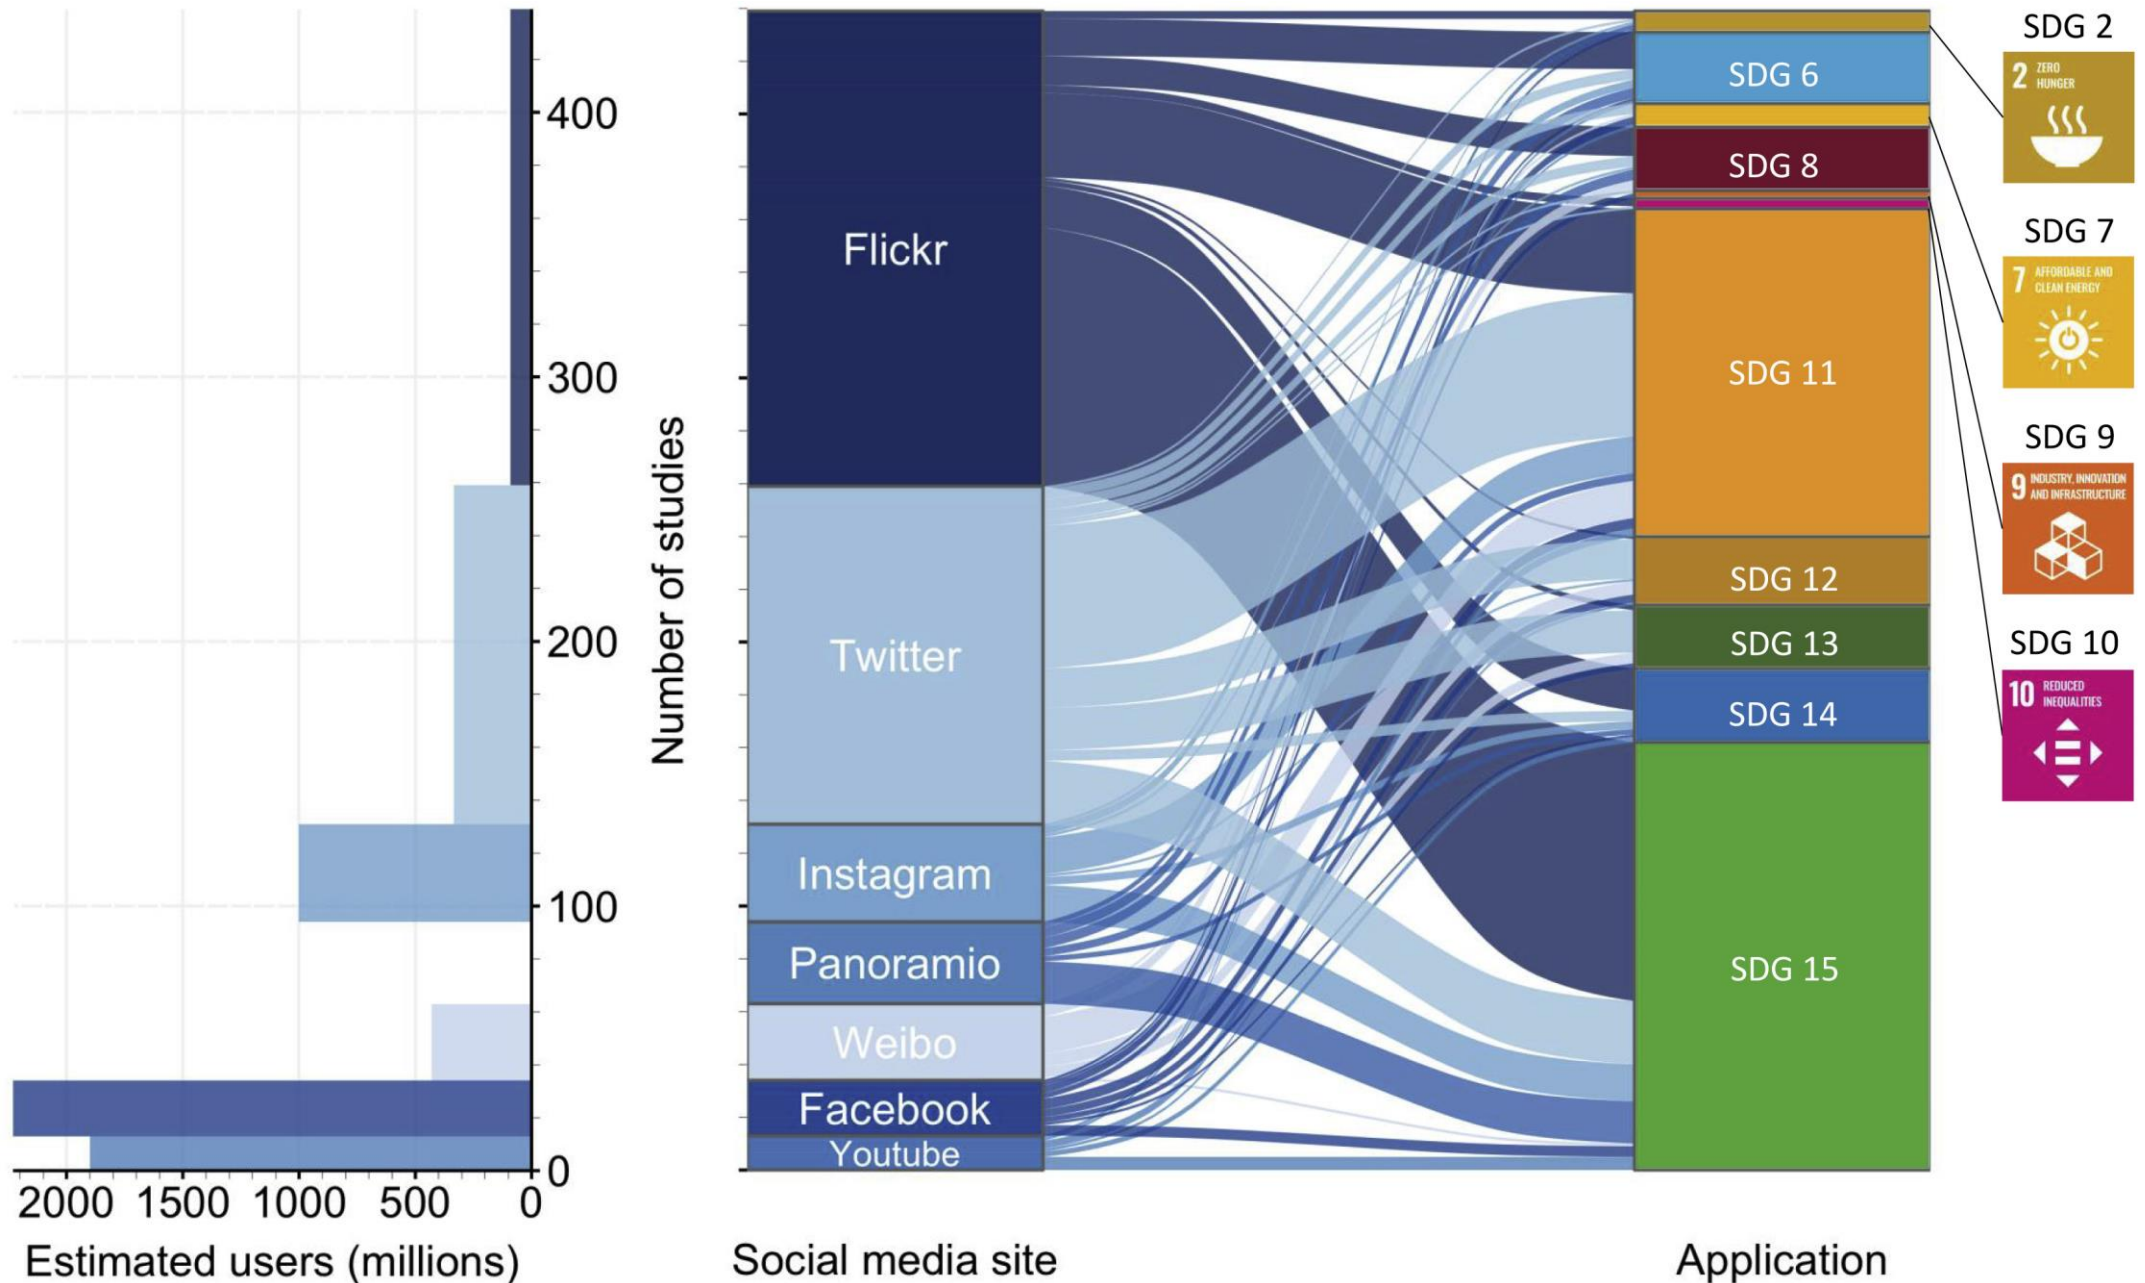 400
300
200
100
0
2000 1500 1000 500 0
Estimated users (millions)
Number of studies
Flickr
Twitter
Instagram
Panoramio
Weibo
Facebook
Youtube
Social media site
SDG 6
SDG 8
SDG 11
SDG 12
SDG 13
SDG 14
SDG 15
Application
SDG 2
2 ZERO
HUNGER
SDG 7
7 AFFORDABLE AND
CLEAN ENERGY
SDG 9
9 INDUSTRY, INNOVATION
AND INFRASTRUCTURE
SDG 10
10 REDUCED
INEQUALITIES